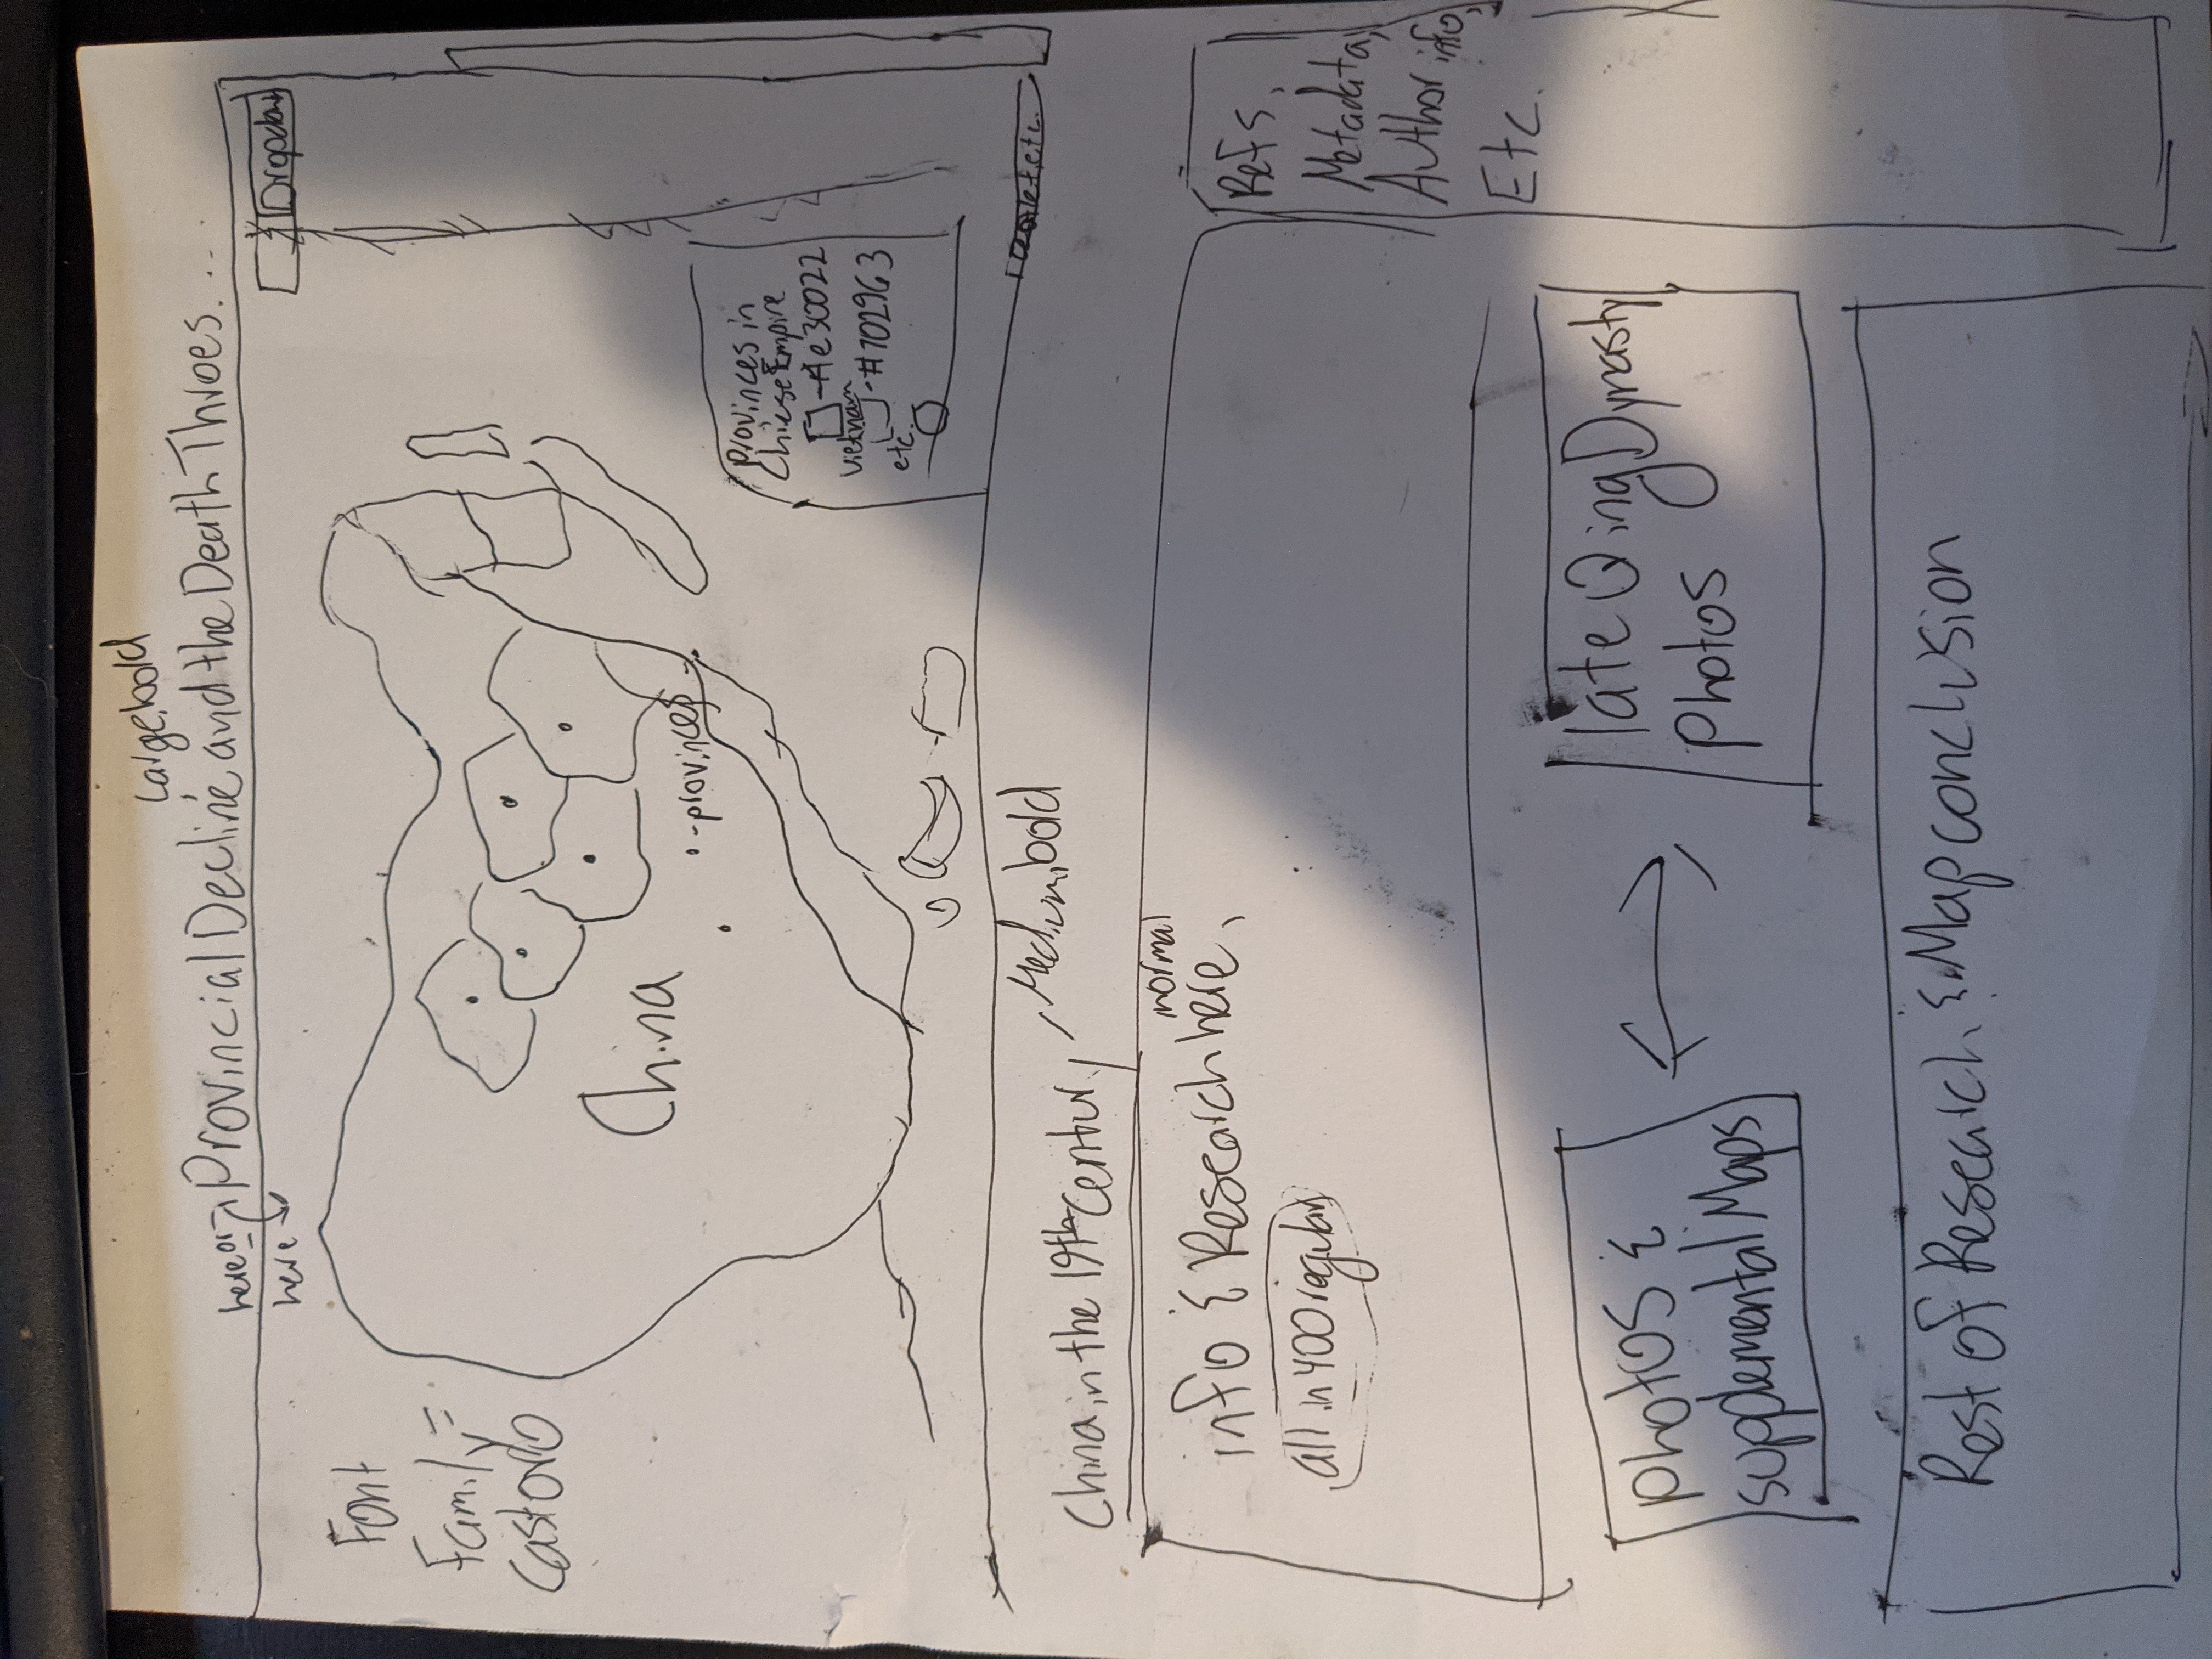 Large, bold
Provincial Decline and the Death Throes....
here or
here
Dropdown
Font
Family =
Castoro
China
provinces
Provinces in
Chiese Empire
#e30022
Vietnam
#702963
etc.
Leaflet, etc.
Medium, bold
China in the 19th Century
normal
info & Research here,
all in 400 regular
Refs,
Metadata,
Author info,
Etc.
Photos &
supplemental Maps
late Qing Dynasty
Photos
Rest of Research & Map conclusion